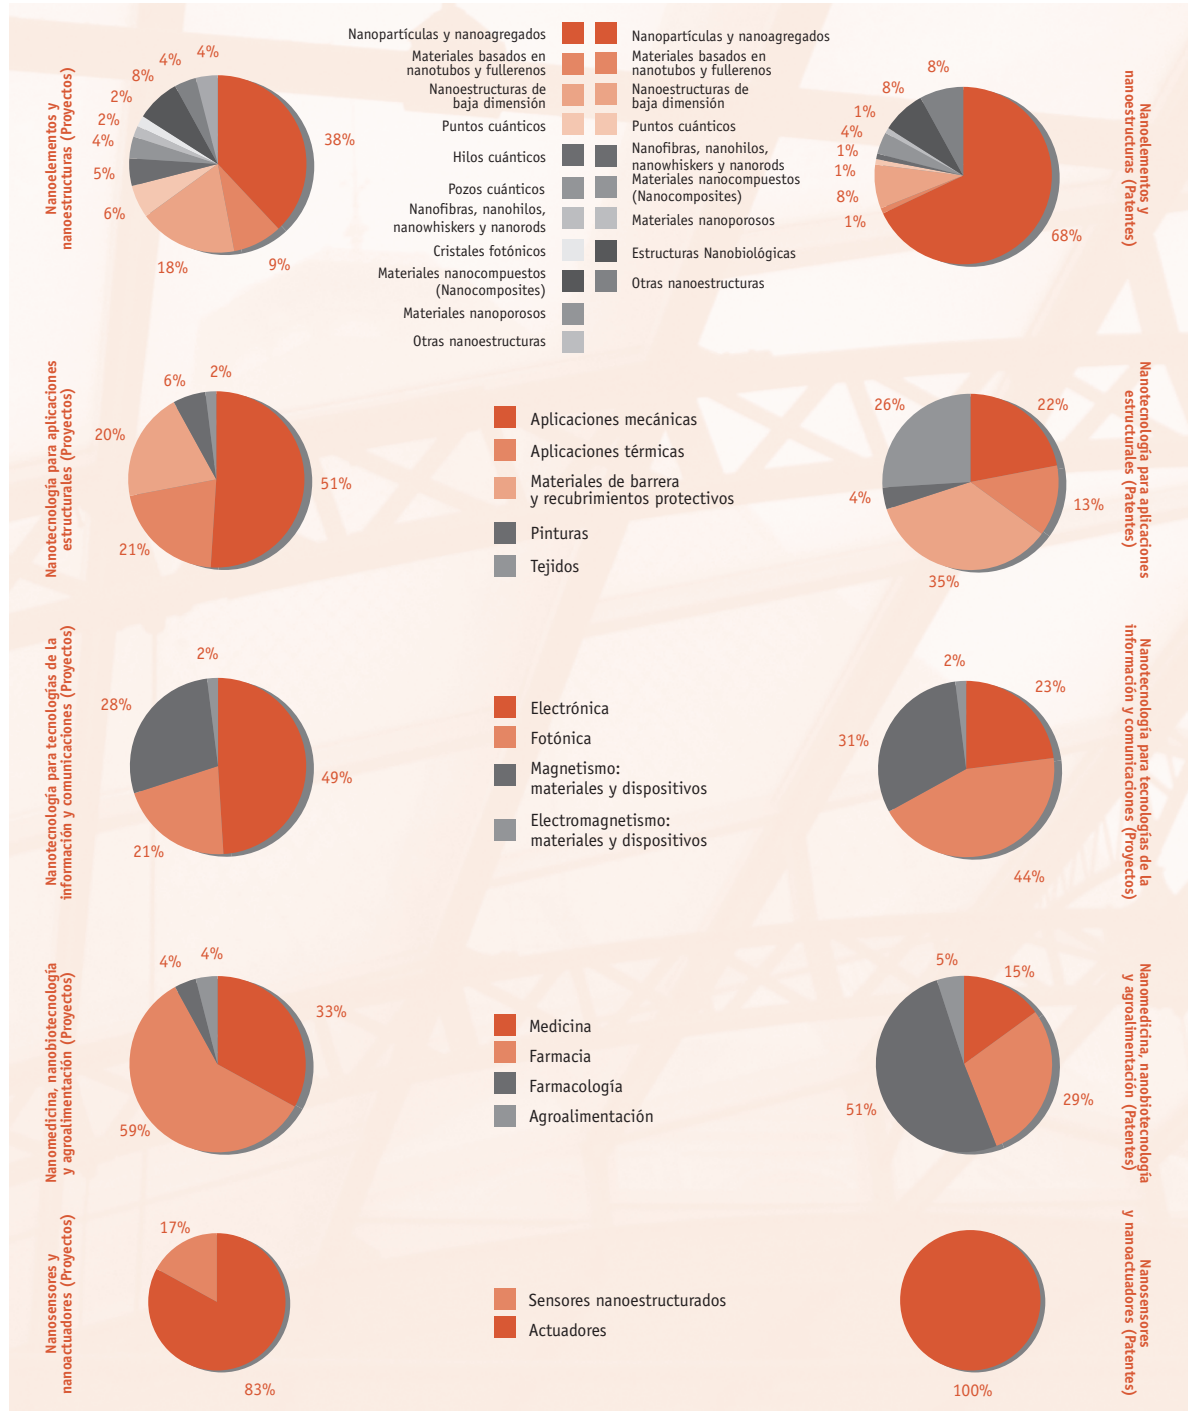 Nanoelementos y
nanoestructuras (Proyectos)
4%
4%
8%
2%
2%
4%
5%
6%
18%
9%
38%
Nanopartículas y nanoagregados
Materiales basados en
nanotubos y fullerenos
Nanoestructuras de
baja dimensión
Puntos cuánticos
Hilos cuánticos
Pozos cuánticos
Nanofibras, nanohilos,
nanowhiskers y nanorods
Cristales fotónicos
Materiales nanocompuestos
(Nanocomposites)
Materiales nanoporosos
Otras nanoestructuras
Nanopartículas y nanoagregados
Materiales basados en
nanotubos y fullerenos
Nanoestructuras de
baja dimensión
Puntos cuánticos
Nanofibras, nanohilos,
nanowhiskers y nanorods
Materiales nanocompuestos
(Nanocomposites)
Materiales nanoporosos
Estructuras Nanobiológicas
Otras nanoestructuras
8%
8%
1%
4%
1%
1%
8%
1%
68%
Nanoelementos y
nanoestructuras (Patentes)
Nanotecnología para aplicaciones
estructurales (Proyectos)
6%
2%
20%
51%
21%
Aplicaciones mecánicas
Aplicaciones térmicas
Materiales de barrera
y recubrimientos protectivos
Pinturas
Tejidos
26%
22%
4%
13%
35%
Nanotecnología para aplicaciones
estructurales (Patentes)
Nanotecnología para tecnologías de la
información y comunicaciones (Proyectos)
2%
28%
49%
21%
Electrónica
Fotónica
Magnetismo:
materiales y dispositivos
Electromagnetismo:
materiales y dispositivos
2%
23%
31%
44%
Nanotecnología para tecnologías de la
información y comunicaciones (Proyectos)
Nanomedicina, nanobiotecnología
y agroalimentación (Proyectos)
4%
4%
33%
59%
Medicina
Farmacia
Farmacología
Agroalimentación
5%
15%
51%
29%
Nanomedicina, nanobiotecnología
y agroalimentación (Patentes)
Nanosensores y
nanoactuadores (Proyectos)
17%
83%
Sensores nanoestructurados
Actuadores
100%
Nanosensores
y nanoactuadores (Patentes)